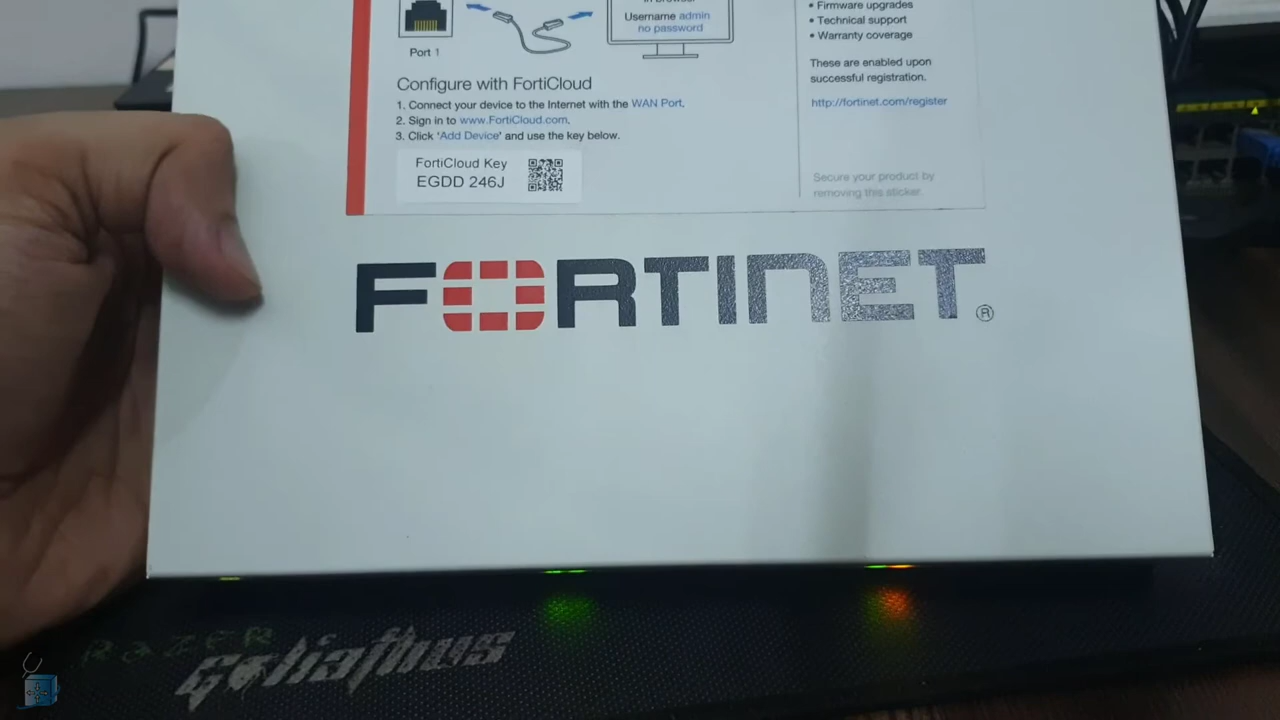 in browser
Username admin
no password
Port 1
Configure with FortiCloud
1. Connect your device to the Internet with the WAN Port.
2. Sign in to www.FortiCloud.com.
3. Click 'Add Device' and use the key below.
FortiCloud Key
EGDD 246J
• Firmware upgrades
• Technical support
• Warranty coverage
These are enabled upon
successful registration.
http://fortinet.com/register
Secure your product by
removing this sticker.
FORTINET®
RAZER
Goliathus